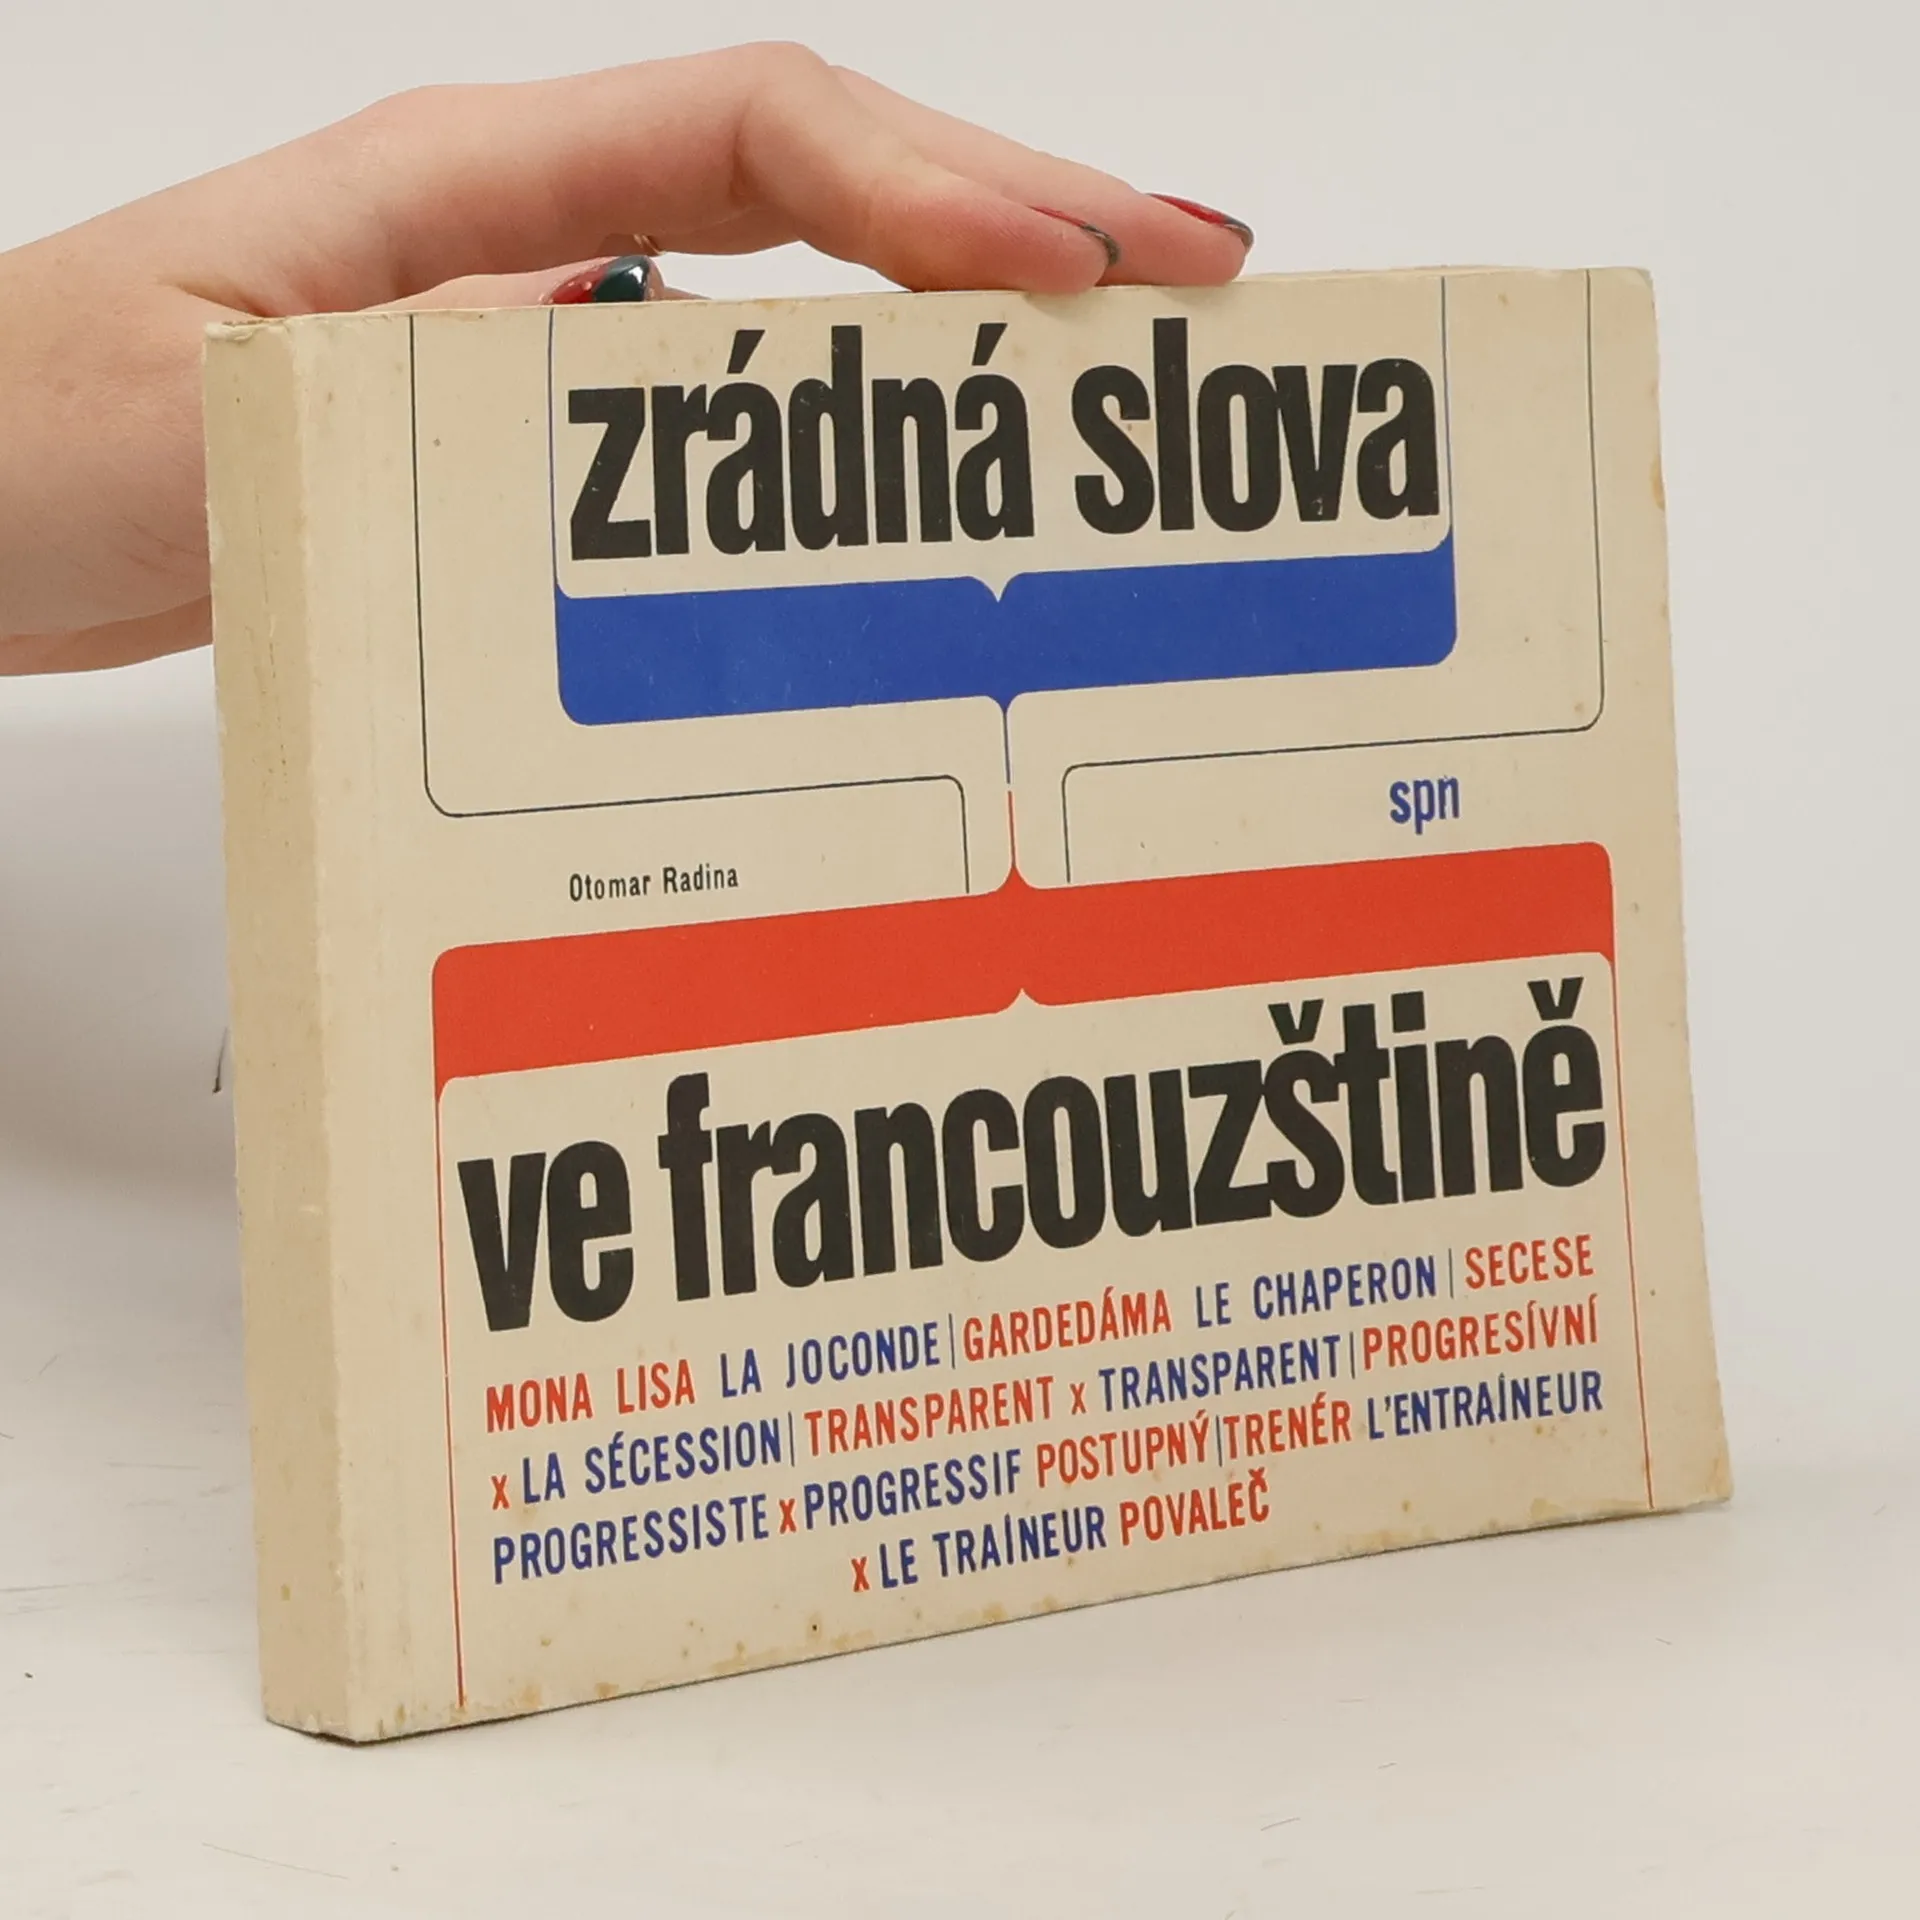 zrádná slova
spn
Otomar Radina
ve francouzštině
MONA LISA LA JOCONDE|GARDEDÁMA LE CHAPERON|SECESE
x LA SÉCESSION|TRANSPARENT x TRANSPARENT|PROGRESÍVNÍ
PROGRESSISTE x PROGRESSIF POSTUPNÝ|TRENÉR L'ENTRAÎNEUR
x LE TRAÎNEUR POVALEČ